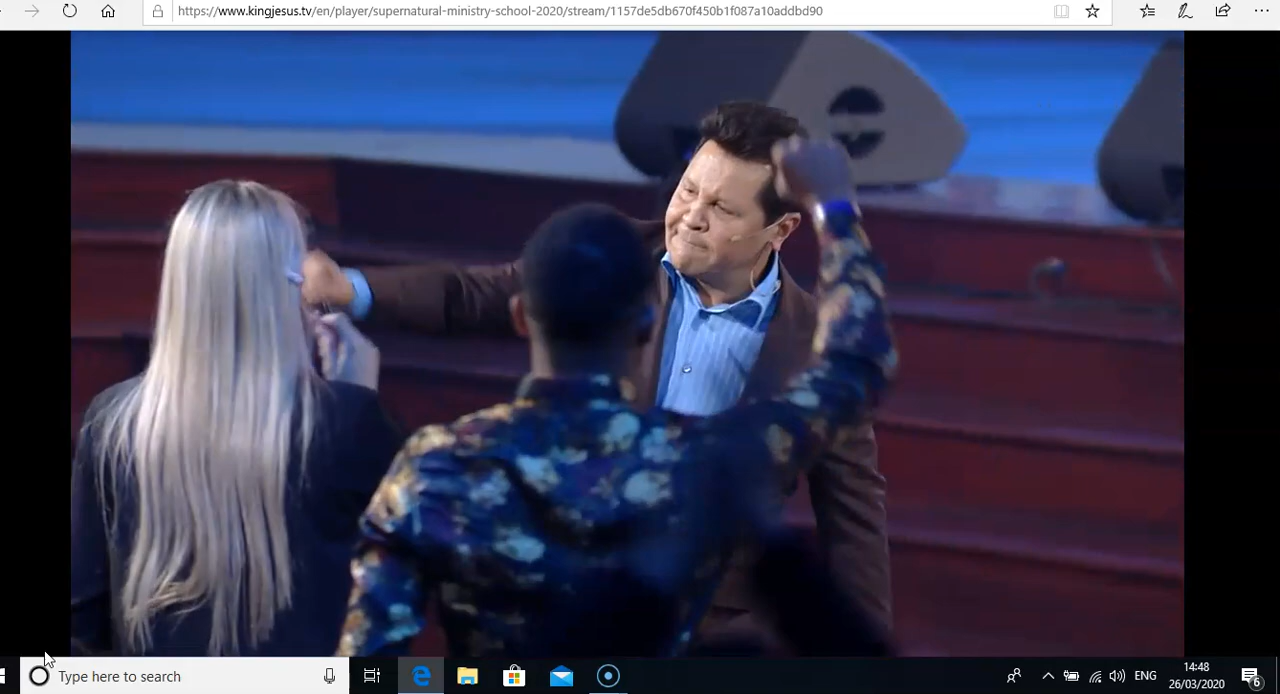 https://www.kingjesus.tv/en/player/supernatural-ministry-school-2020/stream/1157de5db670f450b1f087a10addbd90
Type here to search
ENG
14:48
26/03/2020
6